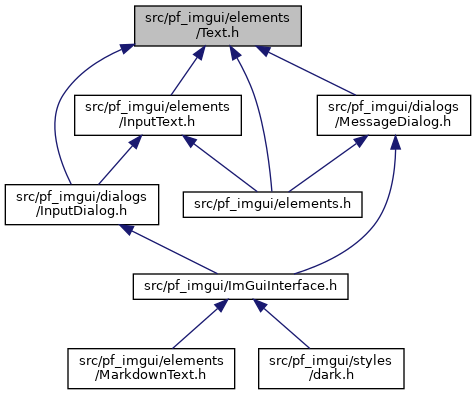 src/pf_imgui/elements
/Text.h
src/pf_imgui/elements
/InputText.h
src/pf_imgui/dialogs
/MessageDialog.h
src/pf_imgui/dialogs
/InputDialog.h
src/pf_imgui/elements.h
src/pf_imgui/ImGuiInterface.h
src/pf_imgui/elements
/MarkdownText.h
src/pf_imgui/styles
/dark.h